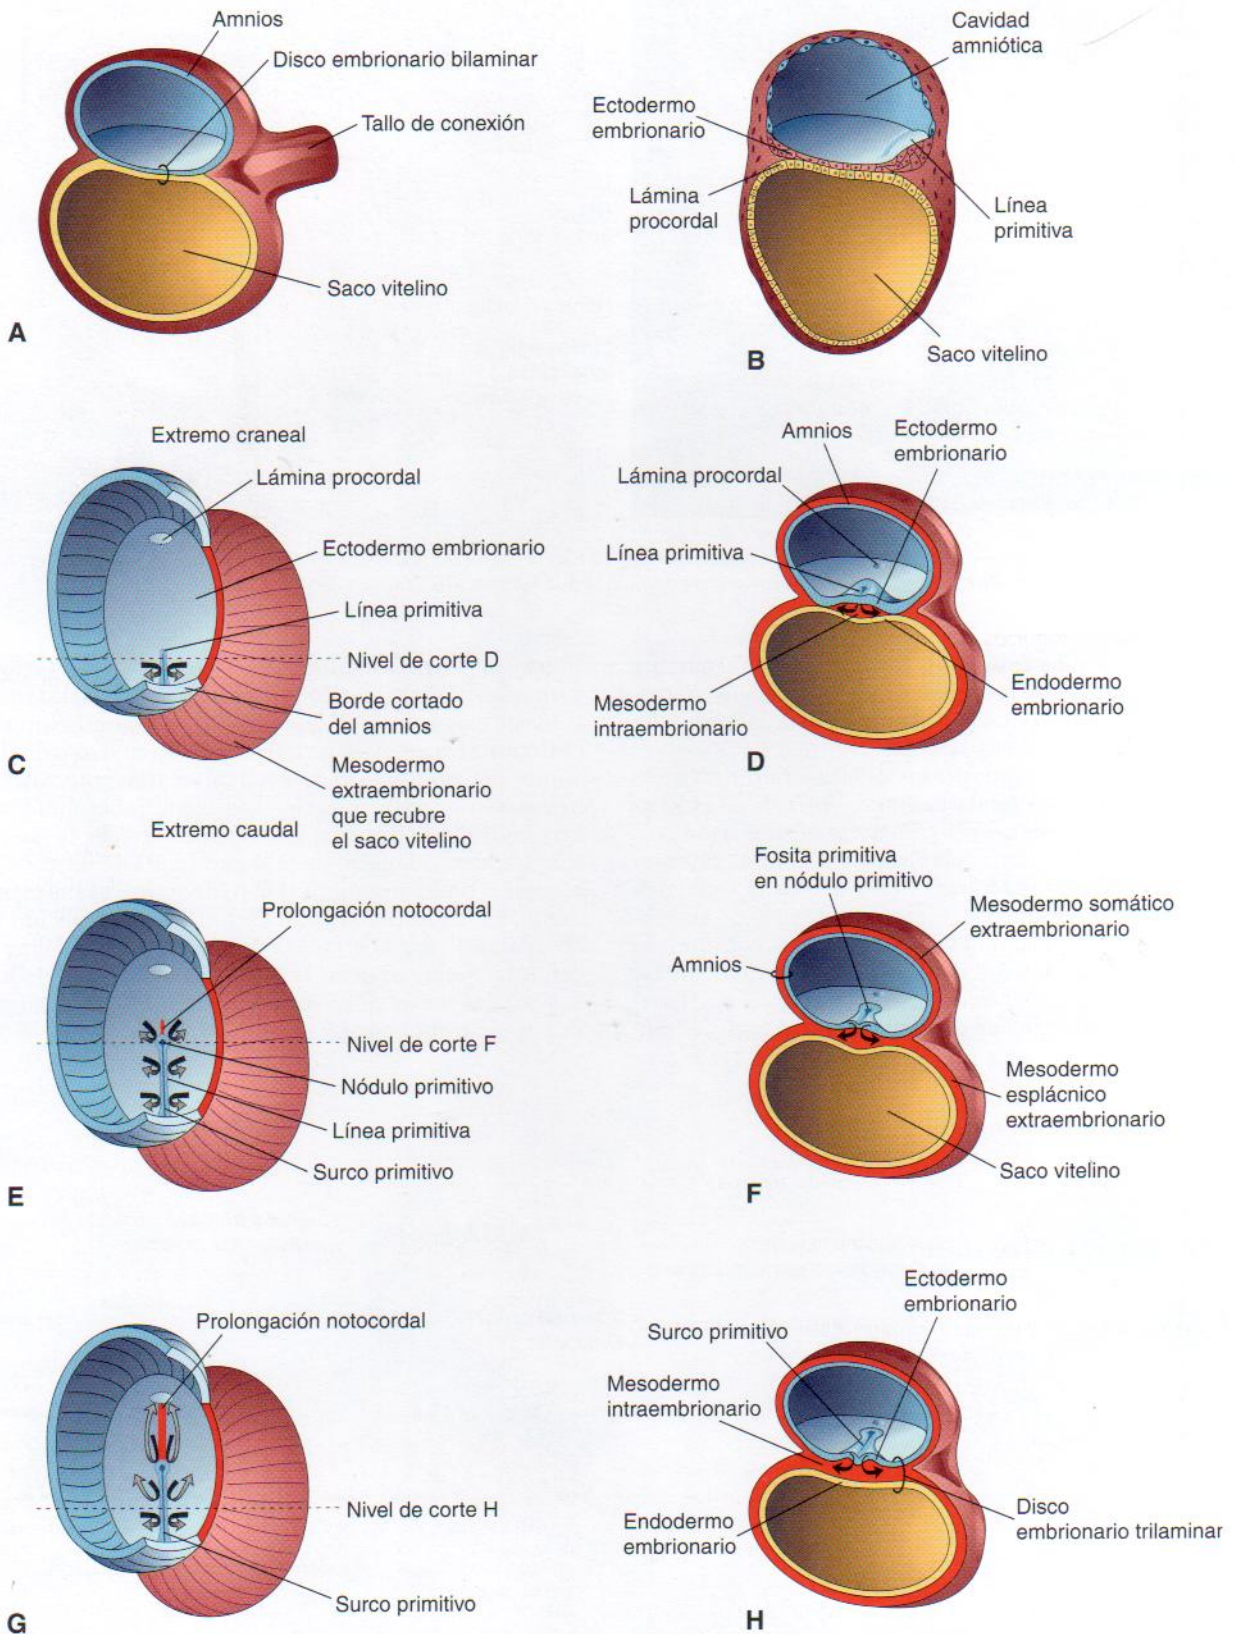 Amnios
Disco embrionario bilaminar
Tallo de conexión
Saco vitelino
A
Cavidad
amniótica
Ectodermo
embrionario
Lámina
procordal
Línea
primitiva
Saco vitelino
B
Extremo craneal
Lámina procordal
Ectodermo embrionario
Línea primitiva
Nivel de corte D
Borde cortado
del amnios
Mesodermo
extraembrionario
que recubre
el saco vitelino
Extremo caudal
C
Amnios
Ectodermo
embrionario
Lámina procordal
Línea primitiva
Mesodermo
intraembrionario
Endodermo
embrionario
D
Prolongación notocordal
Nivel de corte F
Nódulo primitivo
Línea primitiva
Surco primitivo
E
Fosita primitiva
en nódulo primitivo
Mesodermo somático
extraembrionario
Amnios
Mesodermo
esplácnico
extraembrionario
Saco vitelino
F
Prolongación notocordal
Nivel de corte H
Surco primitivo
G
Ectodermo
embrionario
Surco primitivo
Mesodermo
intraembrionario
Endodermo
embrionario
Disco
embrionario trilaminar
H